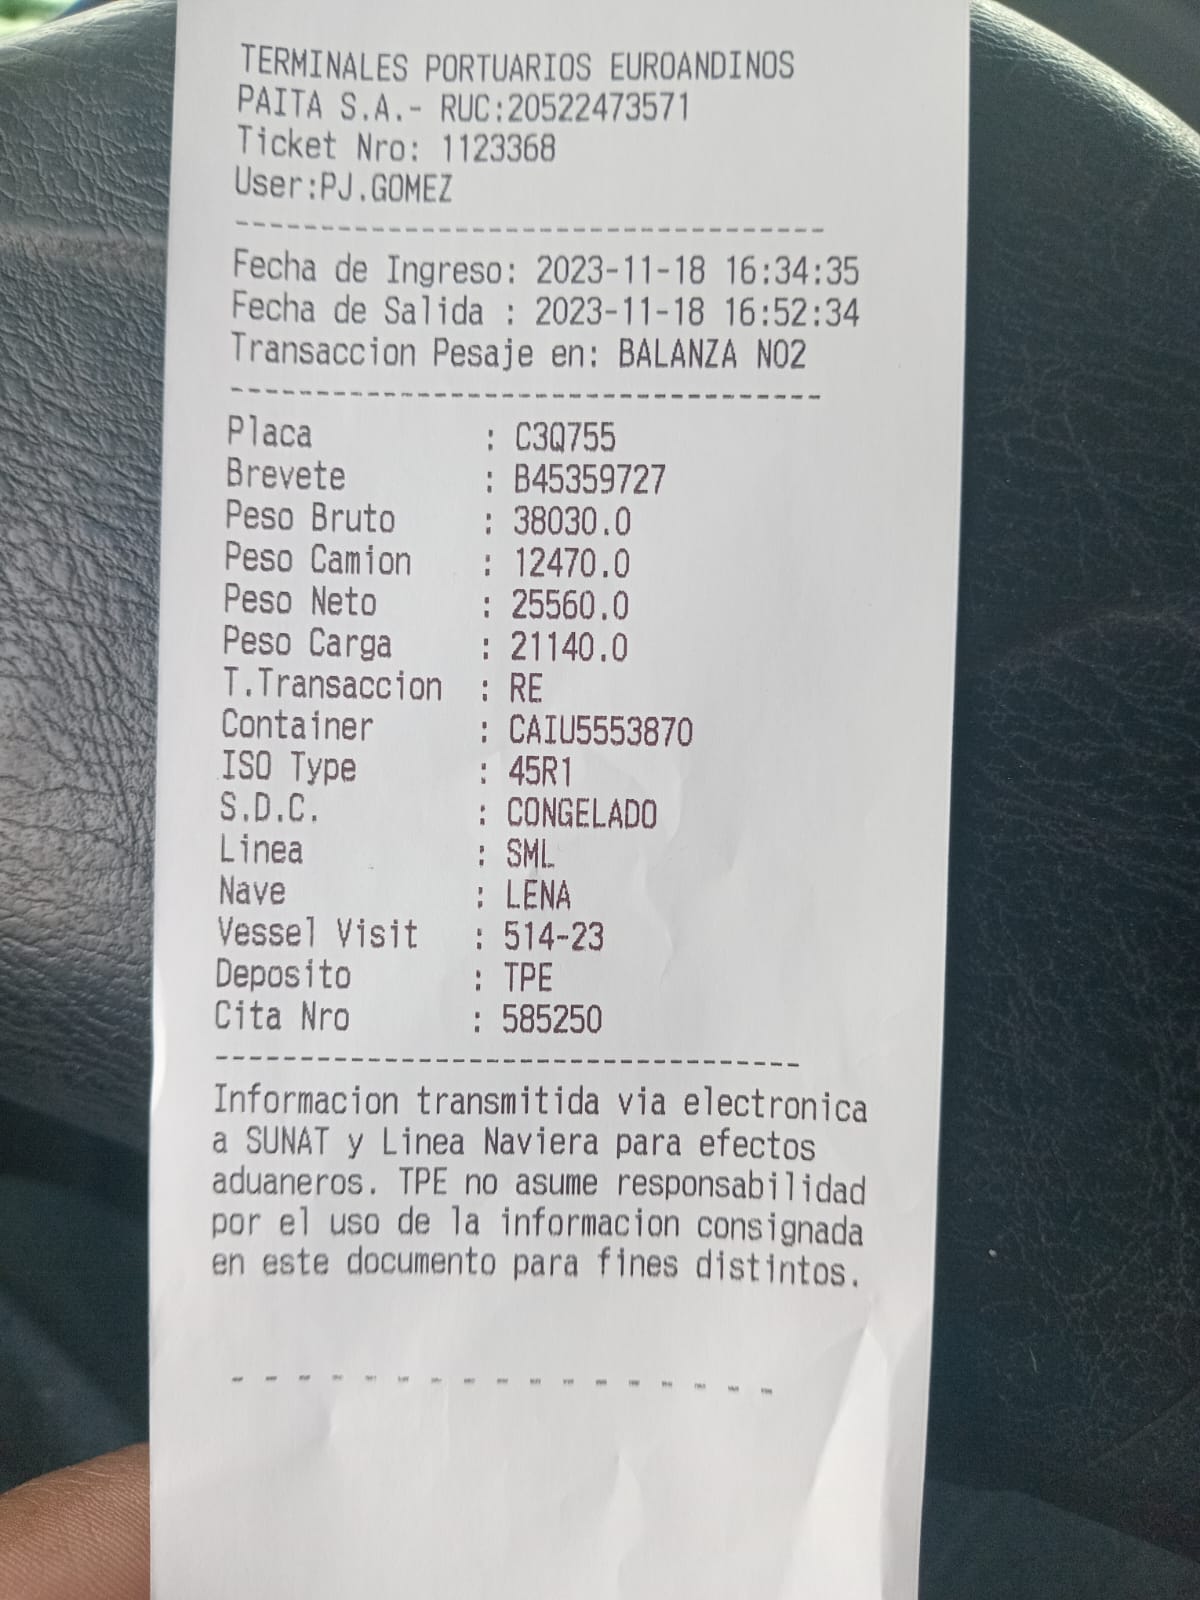 TERMINALES PORTUARIOS EUROANDINOS
PAITA S.A.- RUC:20522473571
Ticket Nro: 1123368
User:PJ.GOMEZ
-----------------------------------
Fecha de Ingreso: 2023-11-18 16:34:35
Fecha de Salida : 2023-11-18 16:52:34
Transaccion Pesaje en: BALANZA NO2
-----------------------------------
Placa : C3Q755
Brevete : B45359727
Peso Bruto : 38030.0
Peso Camion : 12470.0
Peso Neto : 25560.0
Peso Carga : 21140.0
T.Transaccion : RE
Container : CAIU5553870
ISO Type : 45R1
S.D.C. : CONGELADO
Linea : SML
Nave : LENA
Vessel Visit : 514-23
Deposito : TPE
Cita Nro : 585250
-----------------------------------
Informacion transmitida via electronica
a SUNAT y Linea Naviera para efectos
aduaneros. TPE no asume responsabilidad
por el uso de la informacion consignada
en este documento para fines distintos.
- - - - - - - - - - - - - - - - -